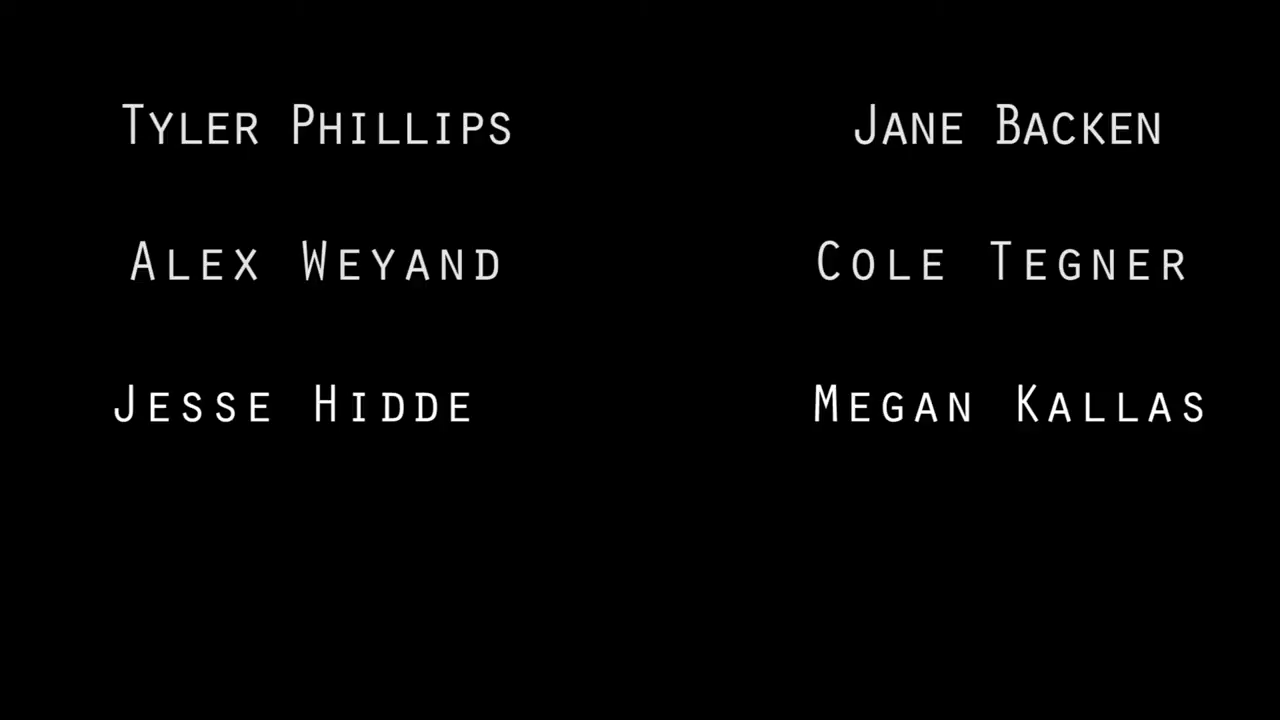 Tyler Phillips
Jane Backen
Alex Weyand
Cole Tegner
Jesse Hidde
Megan Kallas